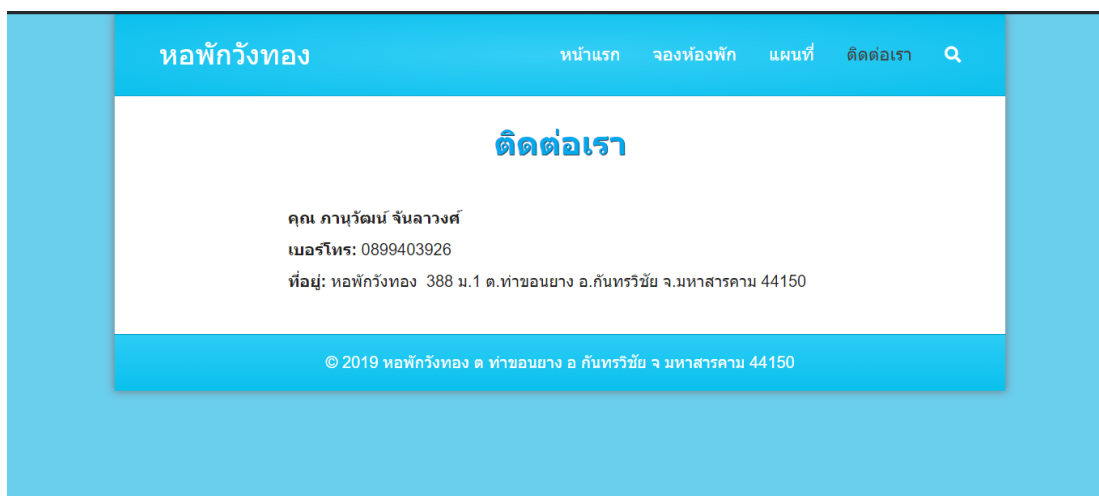 หอพักวังทอง หน้าแรก จองห้องพัก แผนที่ ติดต่อเรา
ติดต่อเรา
คุณ ภานุวัฒน์ จันลาวงศ์
เบอร์โทร: 0899403926
ที่อยู่: หอพักวังทอง 388 ม.1 ต.ท่าขอนยาง อ.กันทรวิชัย จ.มหาสารคาม 44150
© 2019 หอพักวังทอง ต ท่าขอนยาง อ กันทรวิชัย จ มหาสารคาม 44150